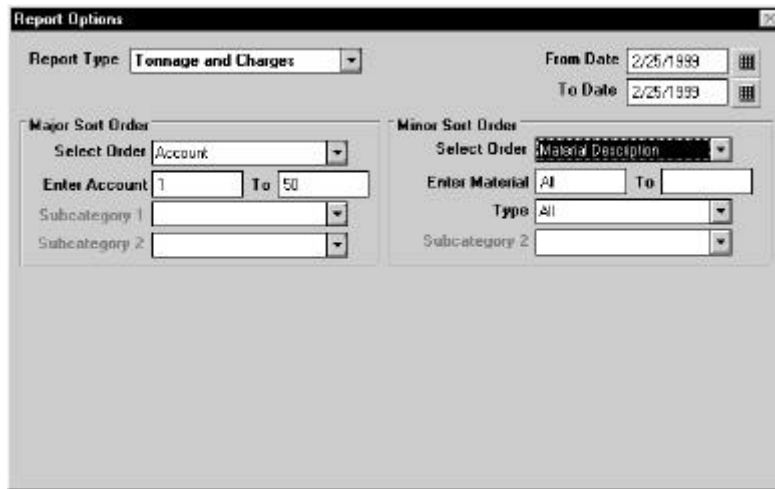 Report Options
Report Type Tonnage and Charges
From Date 2/25/1999
To Date 2/25/1999
Major Sort Order
Select Order Account
Enter Account 1 To 50
Subcategory 1
Subcategory 2
Minor Sort Order
Select Order Material Description
Enter Material All To
Type All
Subcategory 2